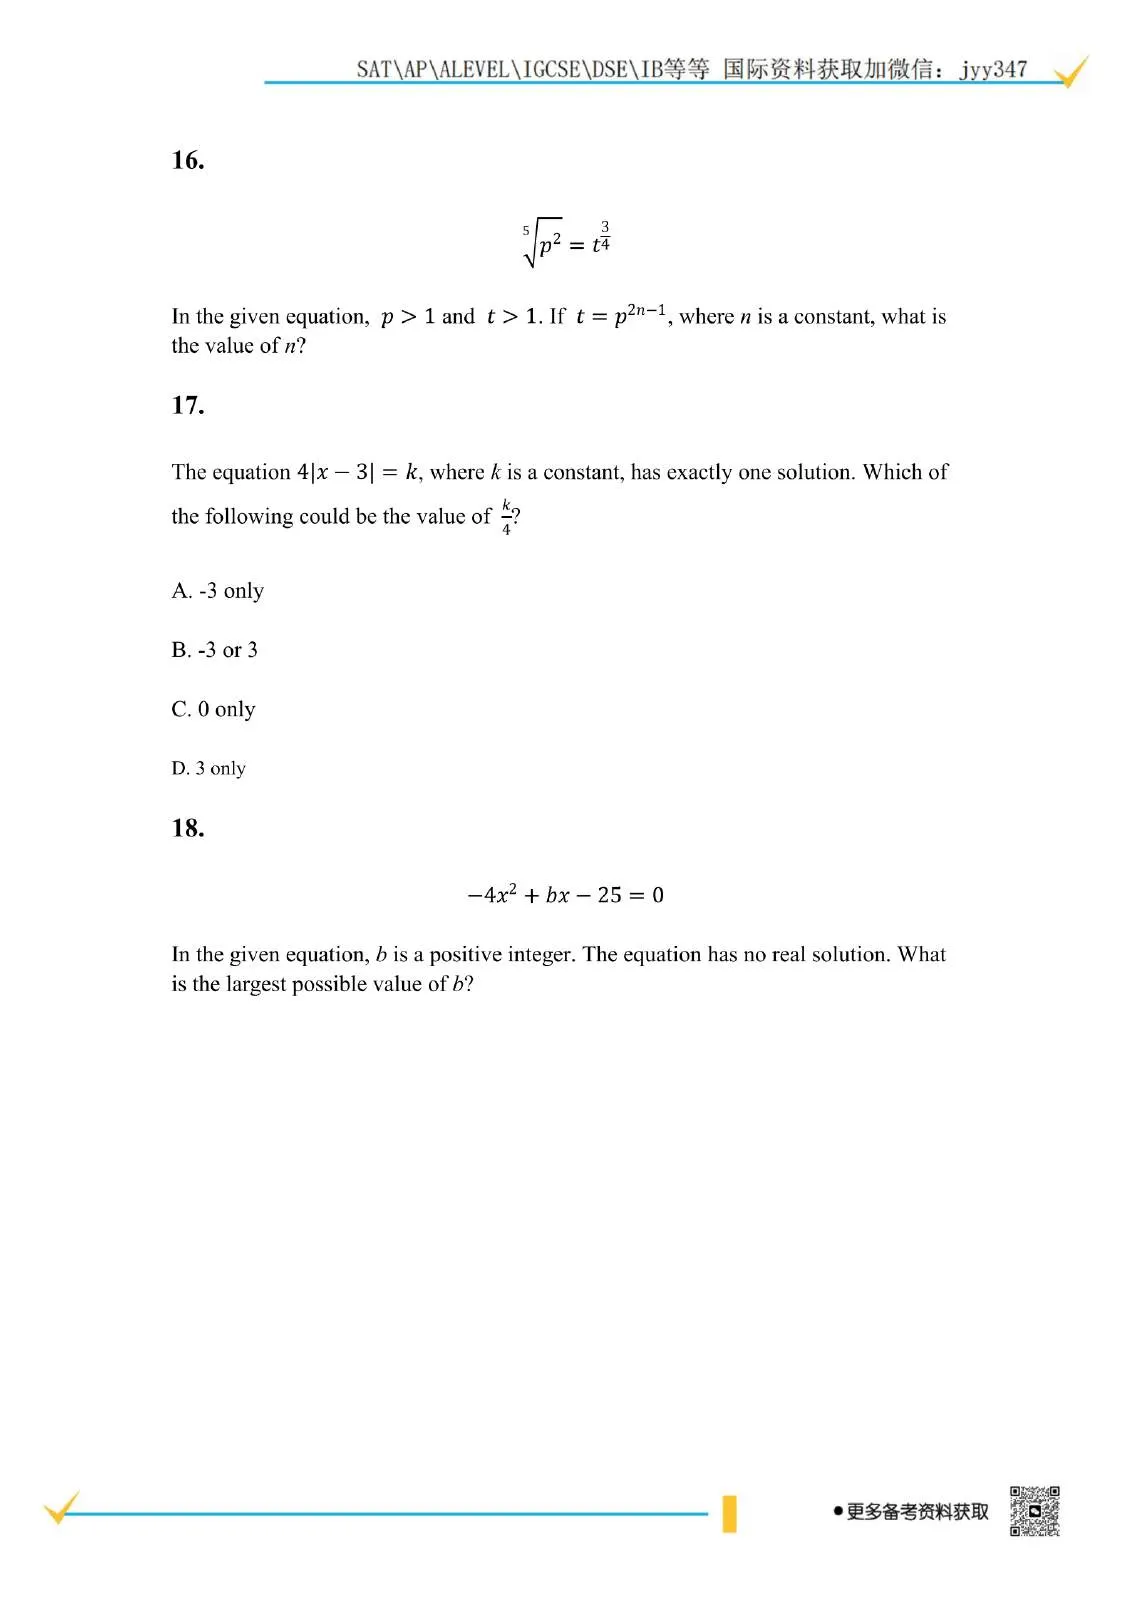 SAT\AP\ALEVEL\IGCSE\DSE\IB等等 国际资料获取加微信：jyy347
16.
\sqrt[5]{p^2} = t^{\frac{3}{4}}
In the given equation, p > 1 and t > 1. If t = p^{2n−1}, where n is a constant, what is
the value of n?
17.
The equation 4|x − 3| = k, where k is a constant, has exactly one solution. Which of
the following could be the value of \frac{k}{4}?
A. -3 only
B. -3 or 3
C. 0 only
D. 3 only
18.
−4x² + bx − 25 = 0
In the given equation, b is a positive integer. The equation has no real solution. What
is the largest possible value of b?
●更多备考资料获取